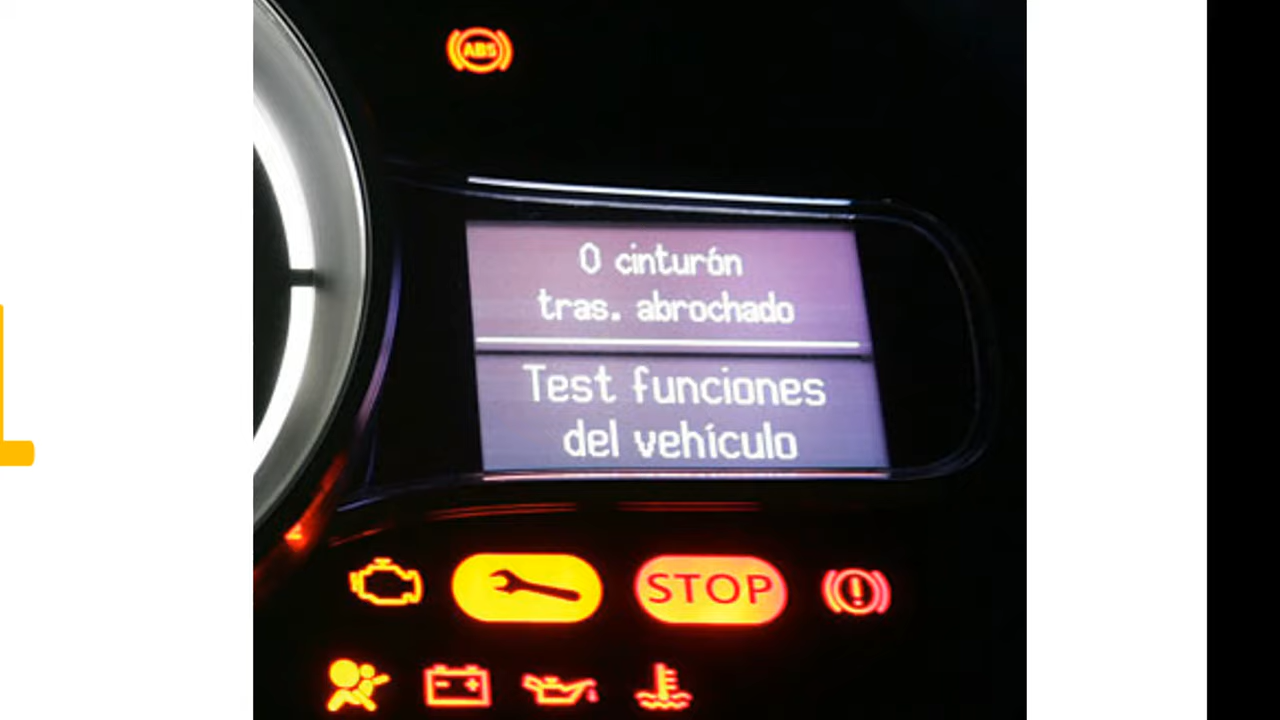 ABS
0 cinturón
tras. abrochado
Test funciones
del vehículo
STOP